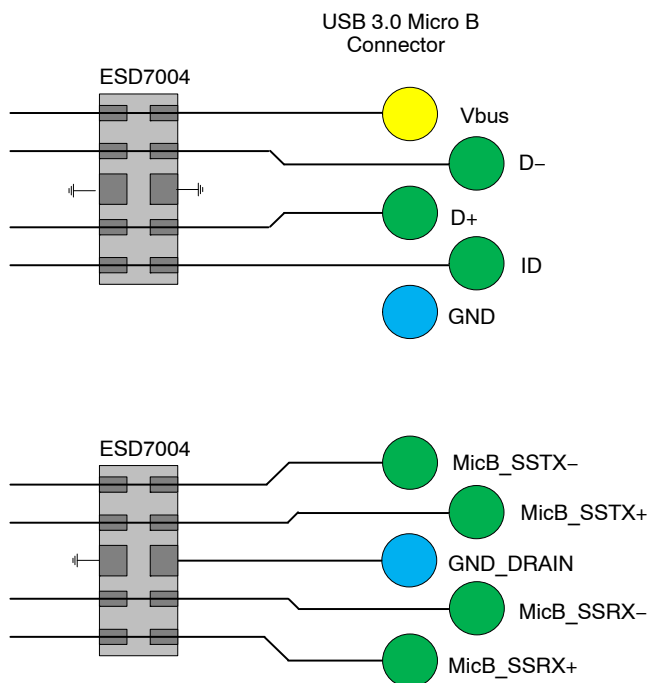 USB 3.0 Micro B
Connector
ESD7004
Vbus
D−
D+
ID
GND
ESD7004
MicB_SSTX−
MicB_SSTX+
GND_DRAIN
MicB_SSRX−
MicB_SSRX+